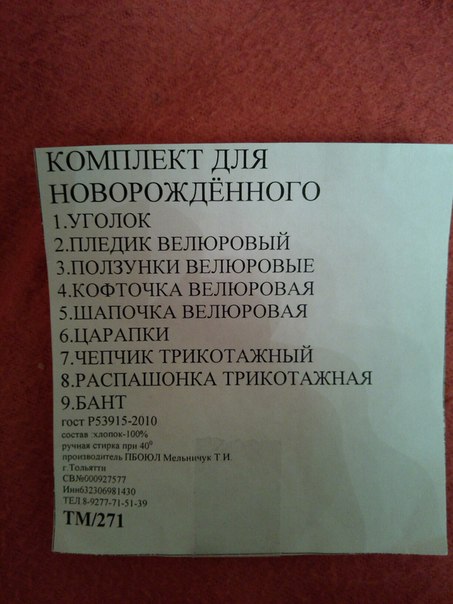 КОМПЛЕКТ ДЛЯ
НОВОРОЖДЁННОГО
1.УГОЛОК
2.ПЛЕДИК ВЕЛЮРОВЫЙ
3.ПОЛЗУНКИ ВЕЛЮРОВЫЕ
4.КОФТОЧКА ВЕЛЮРОВАЯ
5.ШАПОЧКА ВЕЛЮРОВАЯ
6.ЦАРАПКИ
7.ЧЕПЧИК ТРИКОТАЖНЫЙ
8.РАСПАШОНКА ТРИКОТАЖНАЯ
9.БАНТ
гост Р53915-2010
состав :хлопок-100%
ручная стирка при 40⁰
производитель ПБОЮЛ Мельничук Т И.
г.Тольятти
СВ№000927577
Инн632306981430
ТЕЛ 8-9277-71-51-39
ТМ/271